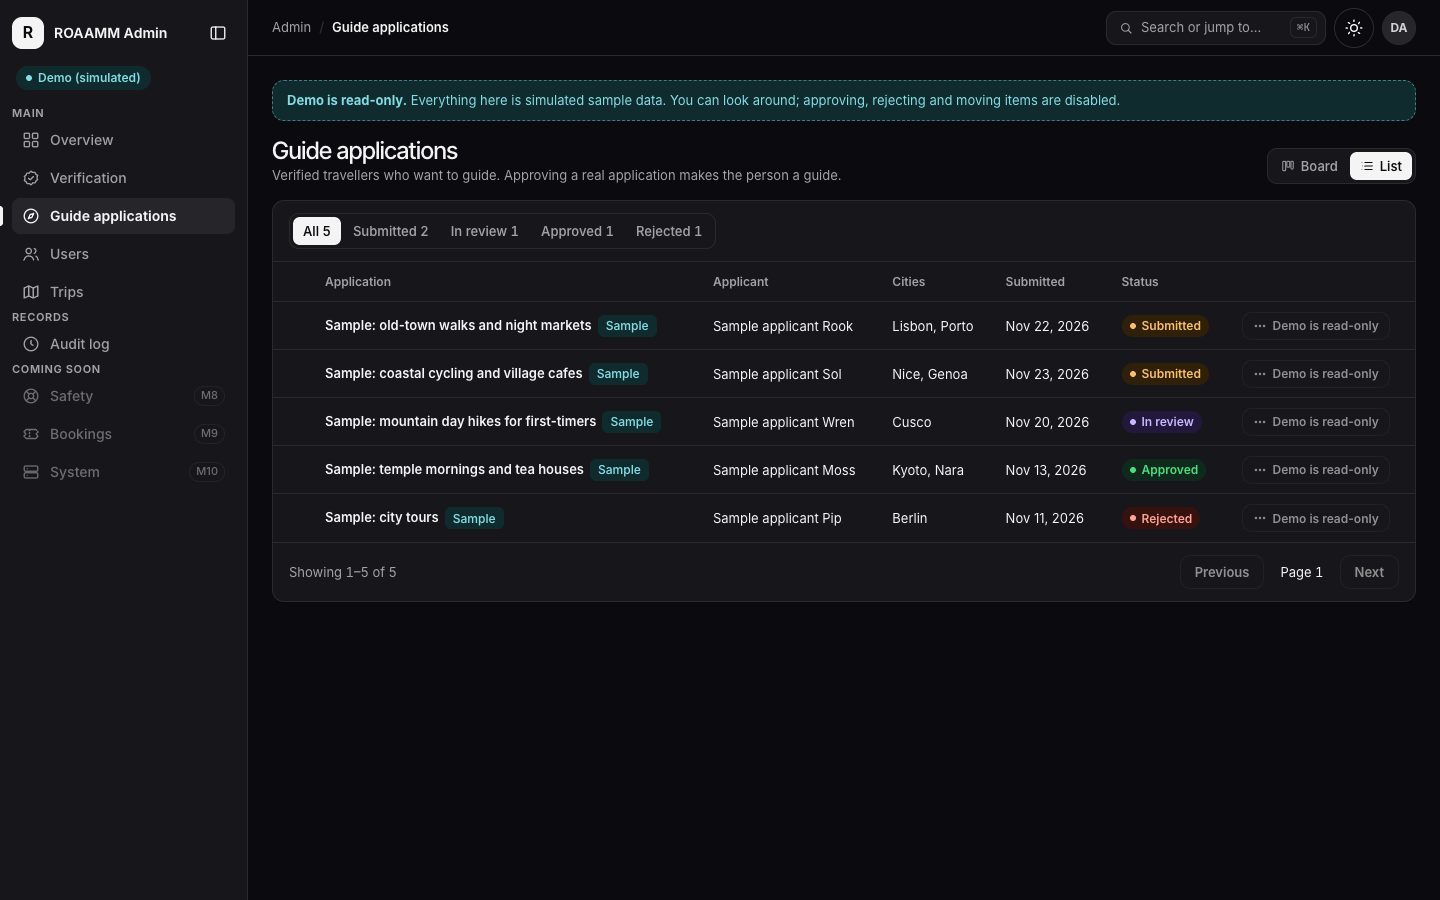 R ROAAMM Admin
Demo (simulated)
MAIN
Overview
Verification
Guide applications
Users
Trips
RECORDS
Audit log
COMING SOON
Safety M8
Bookings M9
System M10
Admin / Guide applications
Search or jump to... ⌘K
DA
Demo is read-only. Everything here is simulated sample data. You can look around; approving, rejecting and moving items are disabled.
Guide applications
Verified travellers who want to guide. Approving a real application makes the person a guide.
Board List
All 5 Submitted 2 In review 1 Approved 1 Rejected 1
Application Applicant Cities Submitted Status
Sample: old-town walks and night markets Sample Sample applicant Rook Lisbon, Porto Nov 22, 2026 Submitted ··· Demo is read-only
Sample: coastal cycling and village cafes Sample Sample applicant Sol Nice, Genoa Nov 23, 2026 Submitted ··· Demo is read-only
Sample: mountain day hikes for first-timers Sample Sample applicant Wren Cusco Nov 20, 2026 In review ··· Demo is read-only
Sample: temple mornings and tea houses Sample Sample applicant Moss Kyoto, Nara Nov 13, 2026 Approved ··· Demo is read-only
Sample: city tours Sample Sample applicant Pip Berlin Nov 11, 2026 Rejected ··· Demo is read-only
Showing 1–5 of 5 Previous Page 1 Next